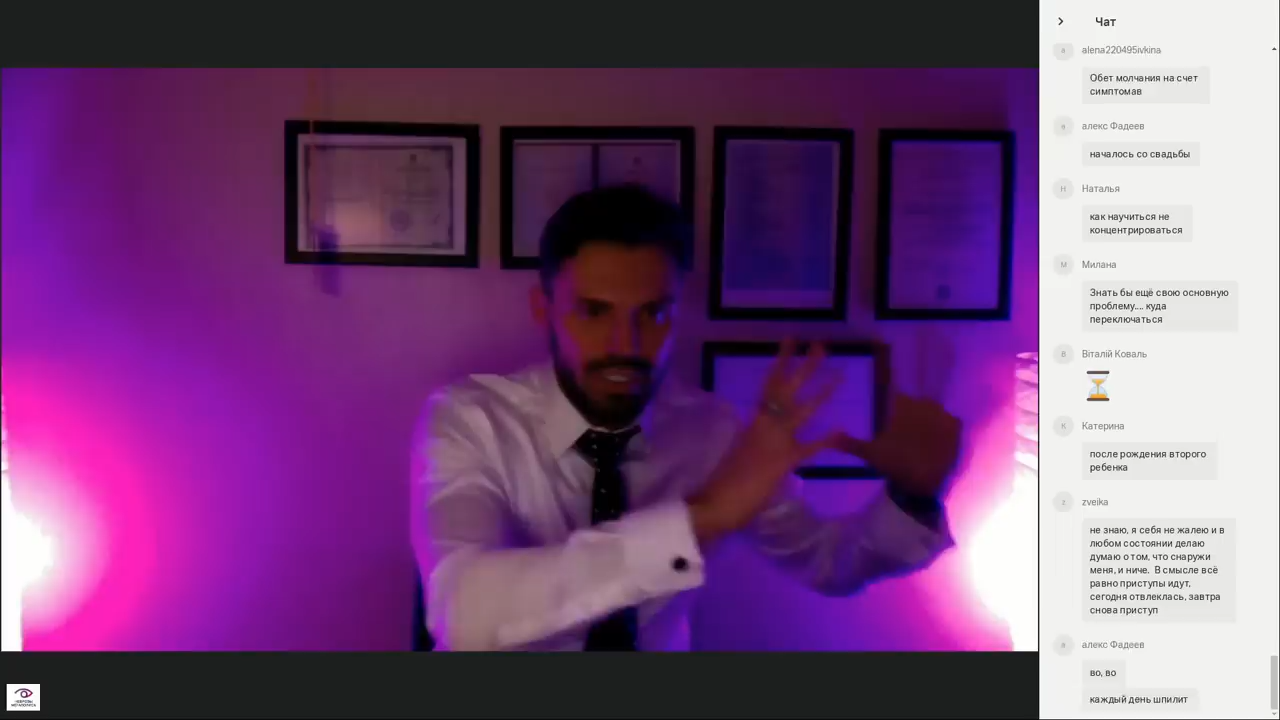 Чат
alena220495ivkina
Обет молчания на счет
симптомав
алекс Фадеев
началось со свадьбы
Наталья
как научиться не
концентрироваться
Милана
Знать бы ещё свою основную
проблему.... куда
переключаться
Віталій Коваль
Катерина
после рождения второго
ребенка
zveika
не знаю, я себя не жалею и в
любом состоянии делаю
думаю о том, что снаружи
меня, и ниче.  В смысле всё
равно приступы идут,
сегодня отвлеклась, завтра
снова приступ
алекс Фадеев
во, во
каждый день шпилит